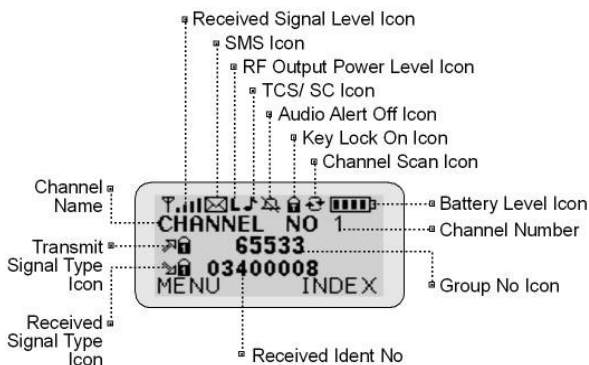 Received Signal Level Icon
SMS Icon
RF Output Power Level Icon
TCS/ SC Icon
Audio Alert Off Icon
Key Lock On Icon
Channel Scan Icon
Channel
Name
Battery Level Icon
L
CHANNEL NO 1
Channel Number
Transmit
Signal Type
Icon
65533
Group No Icon
03400008
MENU INDEX
Received
Signal Type
Icon
Received Ident No